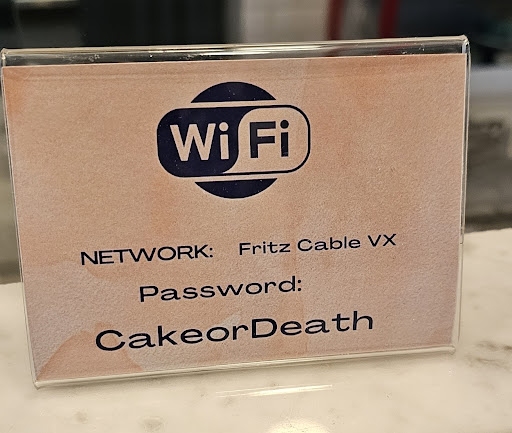 WiFi
NETWORK: Fritz Cable VX
Password:
CakeorDeath